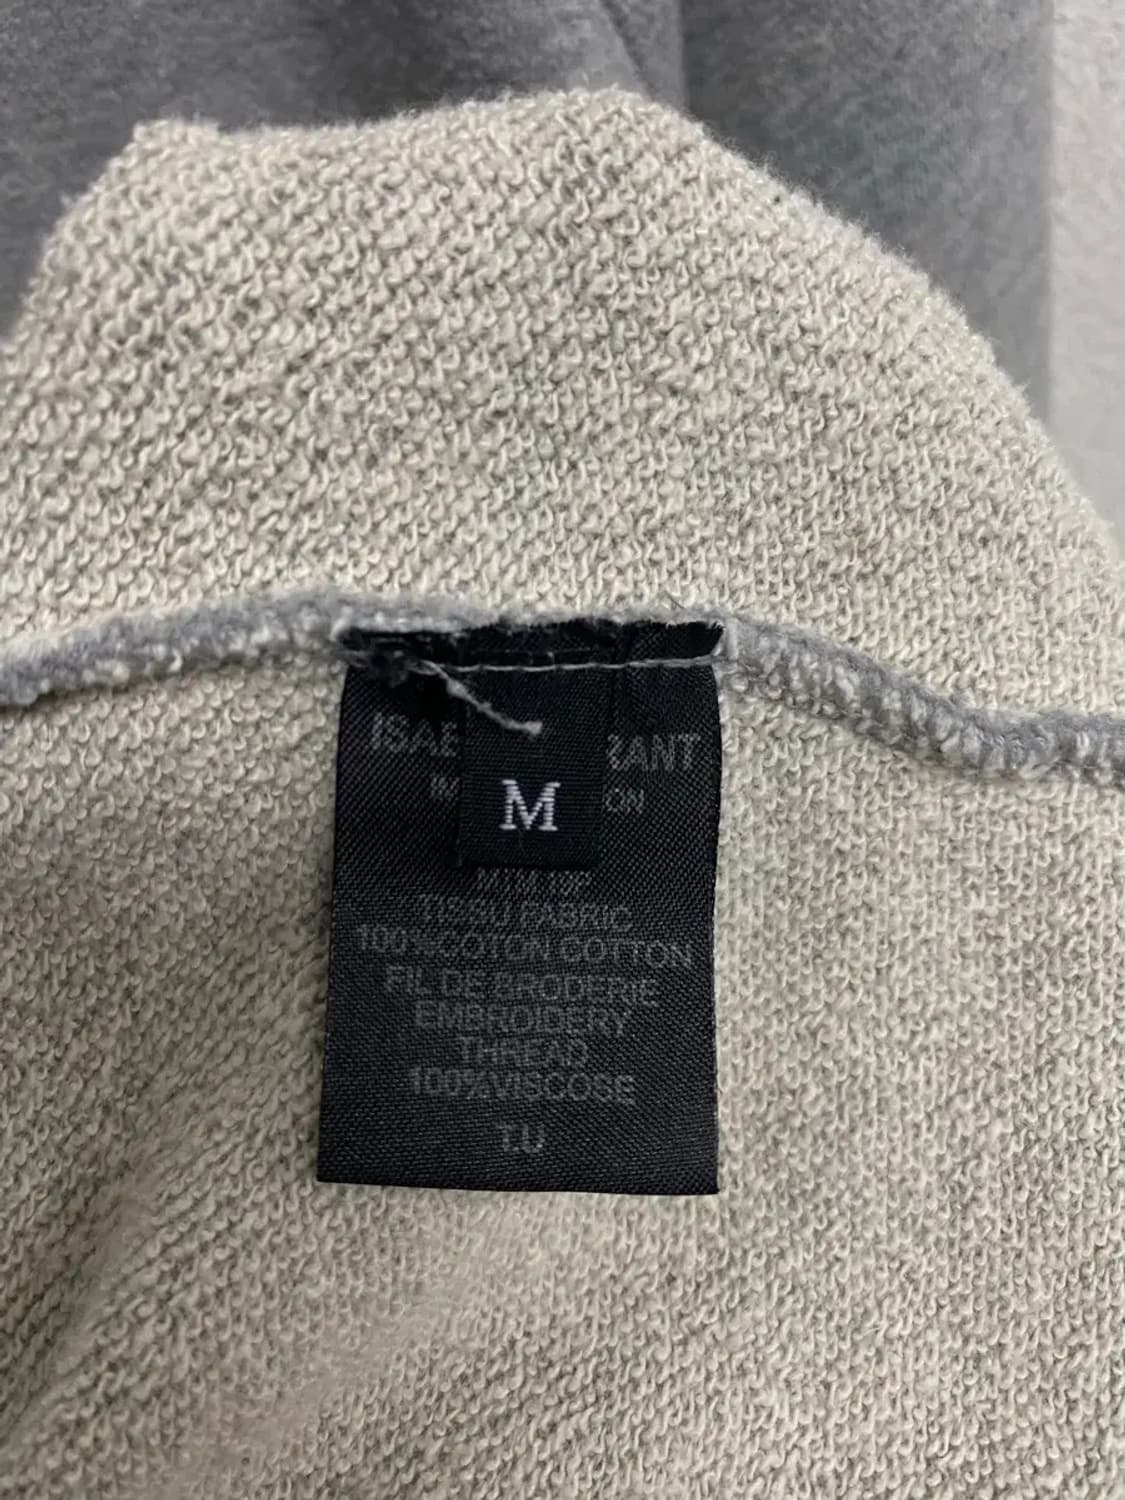 M
TISSU FABRIC
100%COTON COTTON
FIL DE BRODERIE
EMBROIDERY
THREAD
100%VISCOSE
T.U